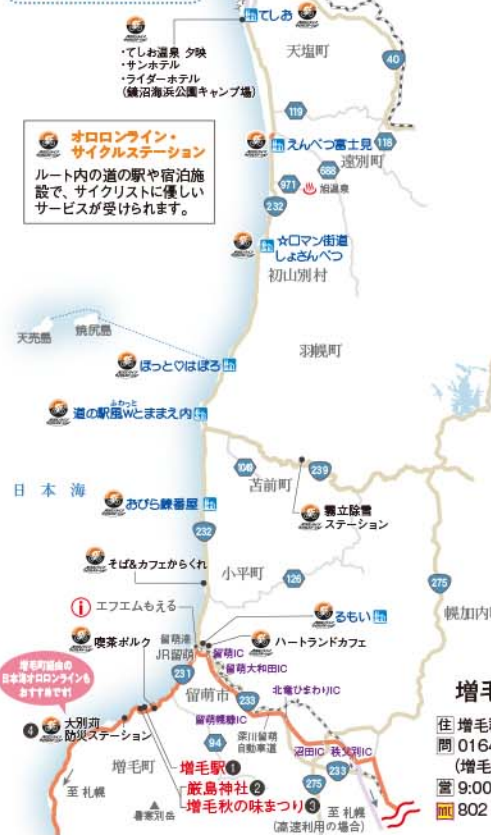 てしお
天塩町
40
・てしお温泉 夕映
・サンホテル
・ライダーホテル
(鏡沼海浜公園キャンプ場)
119
オロロンライン・
サイクルステーション
ルート内の道の駅や宿泊施
設で、サイクリストに優しい
サービスが受けられます。
えんべつ富士見
118
遠別町
688
971
旭温泉
232
☆ロマン街道
しょさんべつ
初山別村
天売島
焼尻島
羽幌町
ほっと♡はぼろ
ふわっと
道の駅風Wとままえ内
1049
239
苫前町
日本海
霧立除雪
ステーション
おびら鰊番屋
232
そば&カフェからくれ
小平町
126
275
エフエムもえる
るもい
幌加内
喫茶ポルク
留萌港
JR留萌
留萌IC
ハートランドカフェ
留萌大和田IC
増毛町経由の
日本海オロロンラインも
おすすめです!
231
留萌市
233
北竜ひまわりIC
4
大別苅
防災ステーション
留萌幌糠IC
94
深川留萌
自動車道
沼田IC
秩父別IC
233
増毛町
増毛駅1
厳島神社2
増毛秋の味まつり3
275
至 札幌
至 札幌
(高速利用の場合)
暑寒別岳
増毛
住 増毛
問 0164
(増毛
営 9:00
MC 802